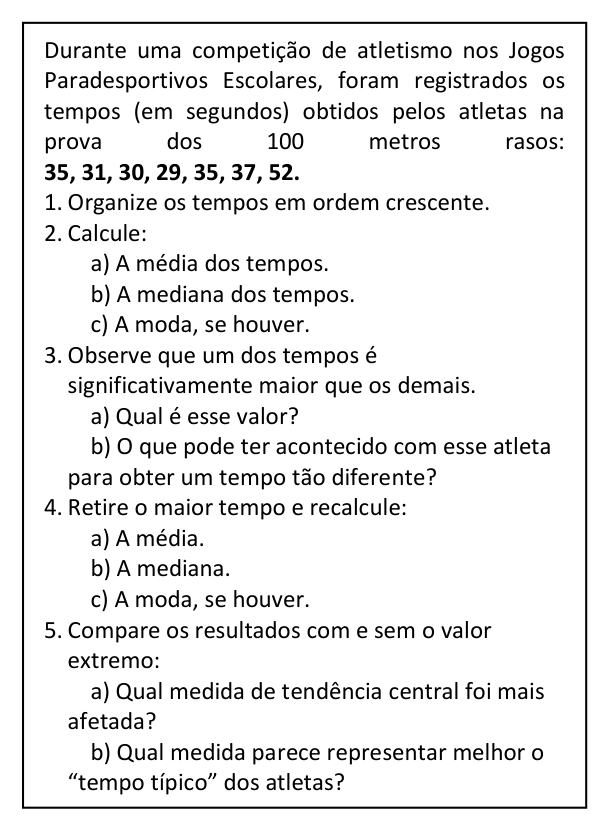 Durante uma competição de atletismo nos Jogos
Paradesportivos Escolares, foram registrados os
tempos (em segundos) obtidos pelos atletas na
prova dos 100 metros rasos:
35, 31, 30, 29, 35, 37, 52.
1. Organize os tempos em ordem crescente.
2. Calcule:
a) A média dos tempos.
b) A mediana dos tempos.
c) A moda, se houver.
3. Observe que um dos tempos é
significativamente maior que os demais.
a) Qual é esse valor?
b) O que pode ter acontecido com esse atleta
para obter um tempo tão diferente?
4. Retire o maior tempo e recalcule:
a) A média.
b) A mediana.
c) A moda, se houver.
5. Compare os resultados com e sem o valor
extremo:
a) Qual medida de tendência central foi mais
afetada?
b) Qual medida parece representar melhor o
“tempo típico” dos atletas?